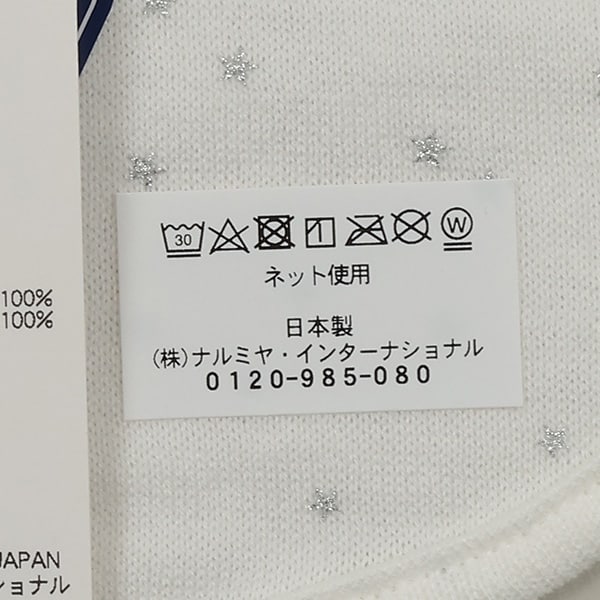 30
W
ネット使用
日本製
(株)ナルミヤ・インターナショナル
0120-985-080
100%
100%
JAPAN
ショナル